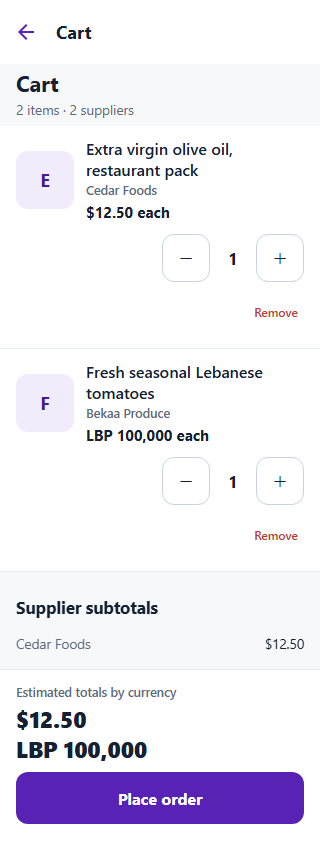 Cart
Cart
2 items · 2 suppliers
E
Extra virgin olive oil,
restaurant pack
Cedar Foods
$12.50 each
− 1 +
Remove
F
Fresh seasonal Lebanese
tomatoes
Bekaa Produce
LBP 100,000 each
− 1 +
Remove
Supplier subtotals
Cedar Foods $12.50
Estimated totals by currency
$12.50
LBP 100,000
Place order